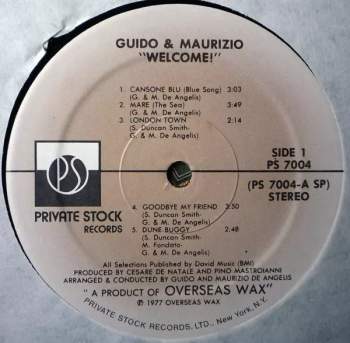 GUIDO & MAURIZIO
"WELCOME!"
1. CANSONE BLU (Blue Song) 3:03
(G. & M. De Angelis)
2. MARE (The Sea) 3:49
(G. & M. De Angelis)
3. LONDON TOWN 2:14
(S. Duncan Smith-
G. & M. De Angelis)
SIDE 1
PS 7004
PS
PRIVATE STOCK
RECORDS
(PS 7004-A SP)
STEREO
4. GOODBYE MY FRIEND 3:50
(S. Duncan Smith-
G. & M. De Angelis)
5. DUNE BUGGY 2:48
(S. Duncan Smith-
M. Fondato-
G. & M. De Angelis)
All Selections Published by David Music (BMI)
PRODUCED BY CESARE DE NATALE AND PINO MASTROIANNI
ARRANGED & CONDUCTED BY GUIDO AND MAURIZIO DE ANGELIS
"A PRODUCT OF OVERSEAS WAX"
℗ 1977 OVERSEAS WAX
PRIVATE STOCK RECORDS, LTD., New York, N.Y.